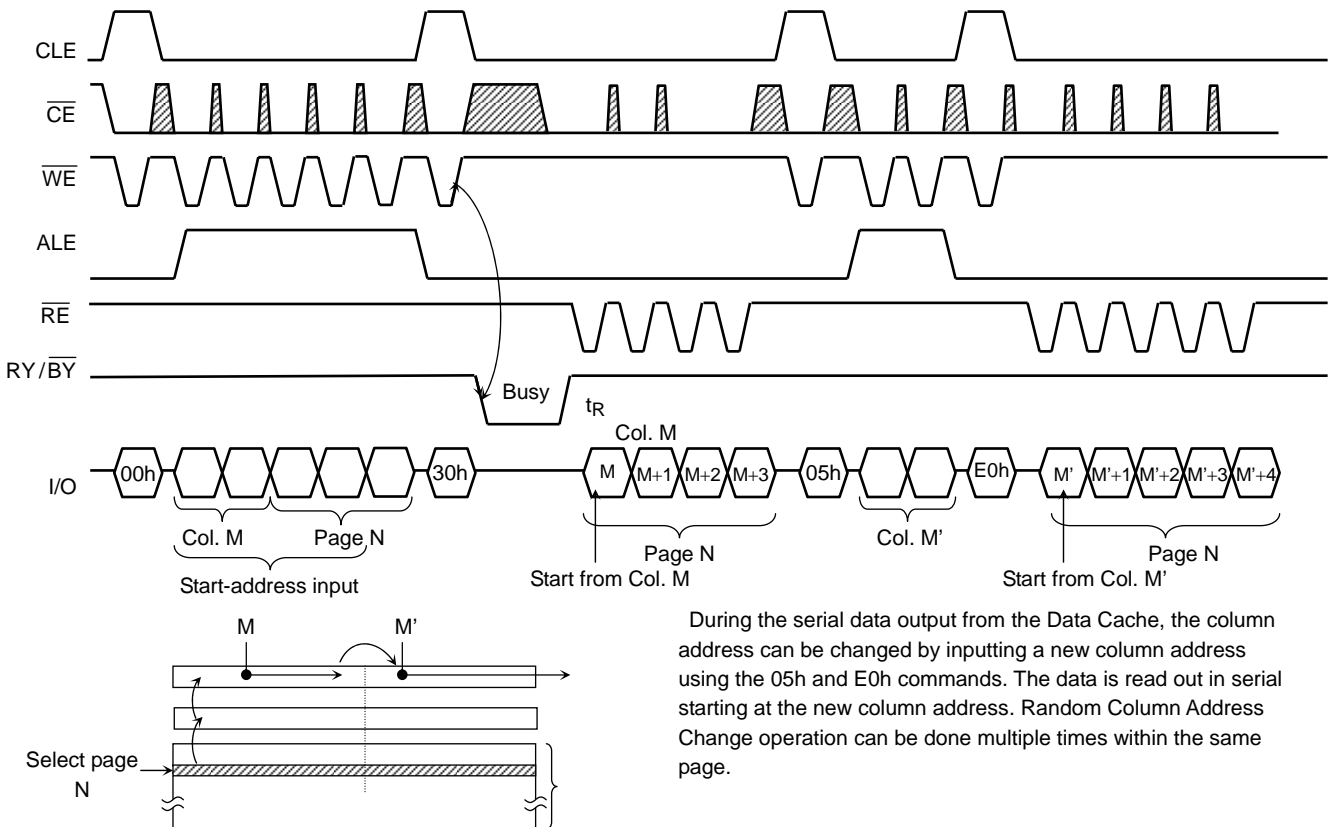 CLE
CE
WE
ALE
RE
RY/BY
Busy
tR
Col. M
I/O
00h
30h
M
M+1
M+2
M+3
05h
E0h
M'
M'+1
M'+2
M'+3
M'+4
Col. M
Page N
Page N
Col. M'
Page N
Start-address input
Start from Col. M
Start from Col. M'
M
M'
Select page
N
During the serial data output from the Data Cache, the column
address can be changed by inputting a new column address
using the 05h and E0h commands. The data is read out in serial
starting at the new column address. Random Column Address
Change operation can be done multiple times within the same
page.